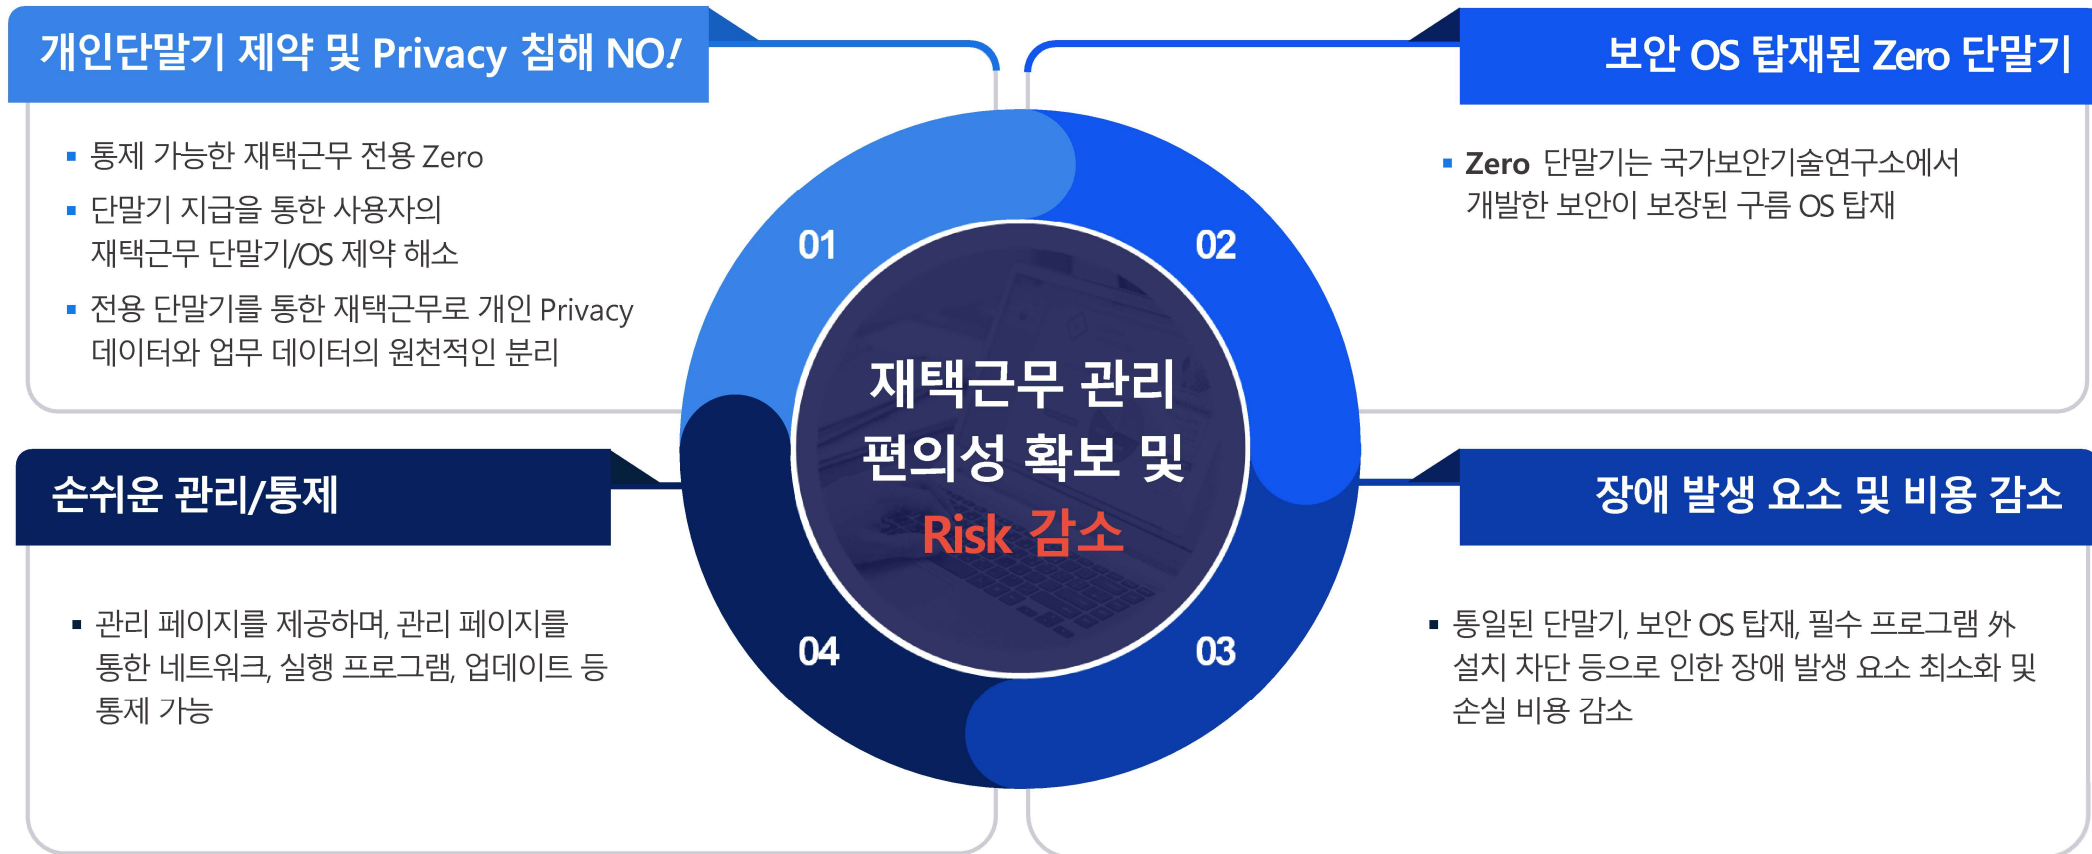 개인단말기 제약 및 Privacy 침해 NO!
통제 가능한 재택근무 전용 Zero
단말기 지급을 통한 사용자의
재택근무 단말기/OS 제약 해소
전용 단말기를 통한 재택근무로 개인 Privacy
데이터와 업무 데이터의 원천적인 분리
보안 OS 탑재된 Zero 단말기
Zero 단말기는 국가보안기술연구소에서
개발한 보안이 보장된 구름 OS 탑재
01
02
재택근무 관리
편의성 확보 및
Risk 감소
04
03
손쉬운 관리/통제
관리 페이지를 제공하며, 관리 페이지를
통한 네트워크, 실행 프로그램, 업데이트 등
통제 가능
장애 발생 요소 및 비용 감소
통일된 단말기, 보안 OS 탑재, 필수 프로그램 外
설치 차단 등으로 인한 장애 발생 요소 최소화 및
손실 비용 감소